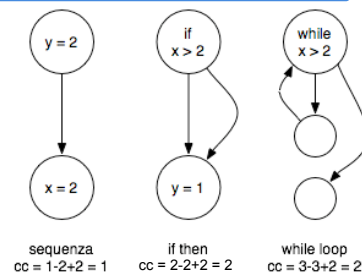 y = 2
x = 2
sequenza
cc = 1-2+2 = 1
if
x > 2
y = 1
if then
cc = 2-2+2 = 2
while
x > 2
while loop
cc = 3-3+2 = 2